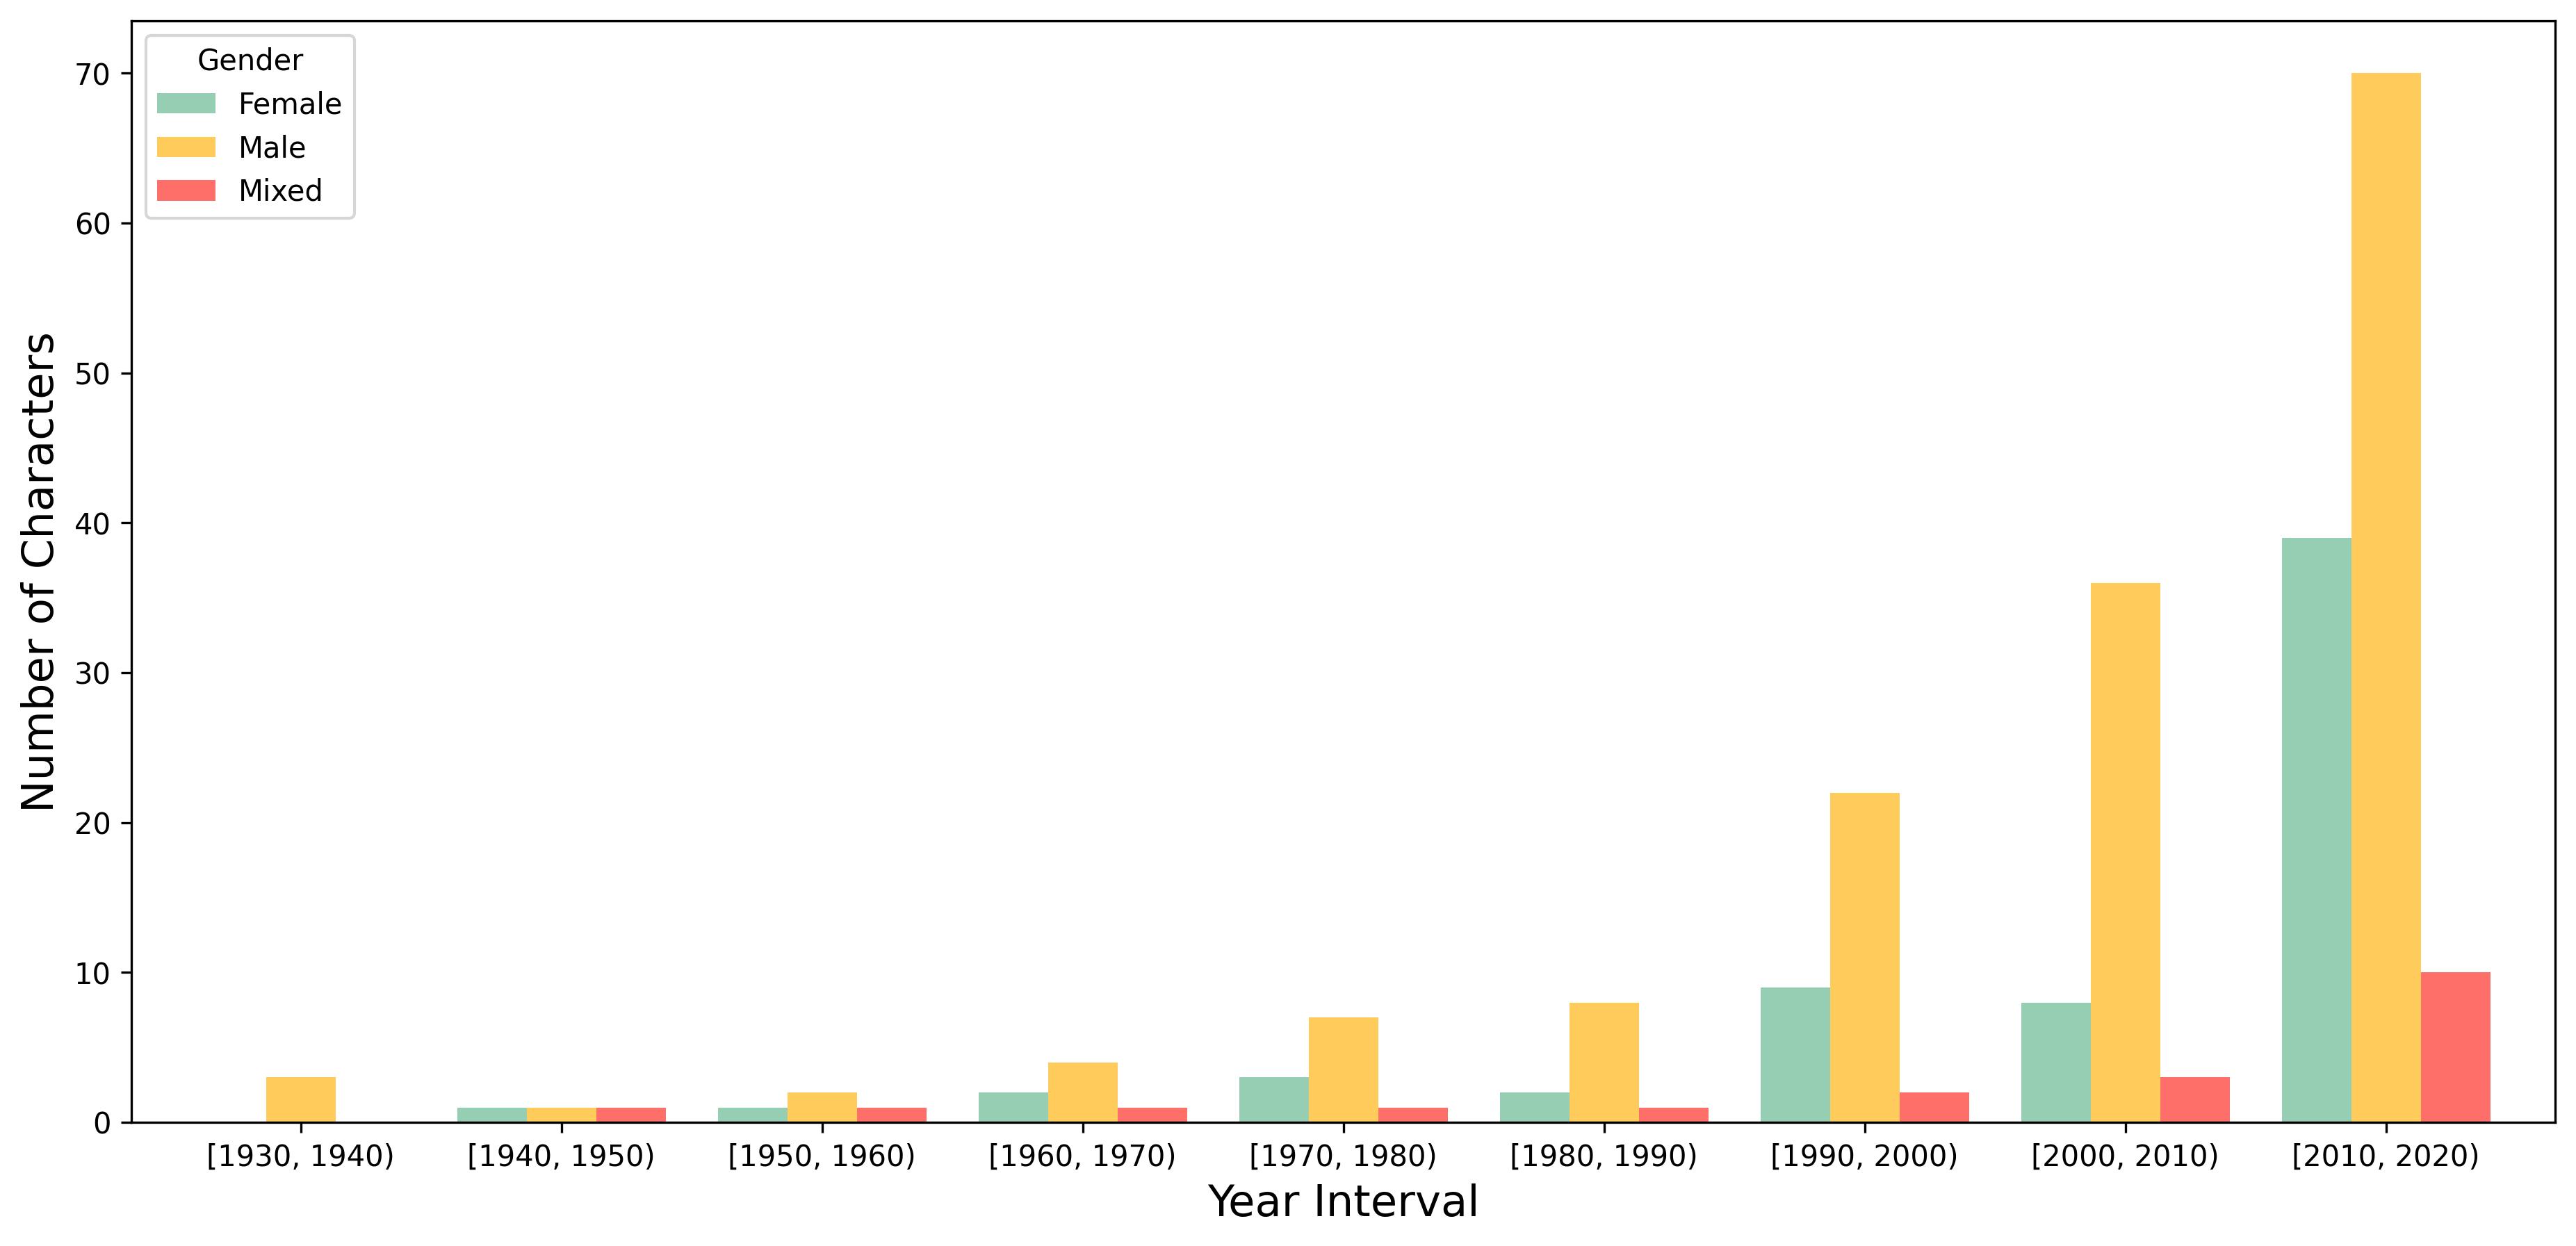 Gender
Female
Male
Mixed
Number of Characters
70
60
50
40
30
20
10
0
[1930, 1940) [1940, 1950) [1950, 1960) [1960, 1970) [1970, 1980) [1980, 1990) [1990, 2000) [2000, 2010) [2010, 2020)
Year Interval